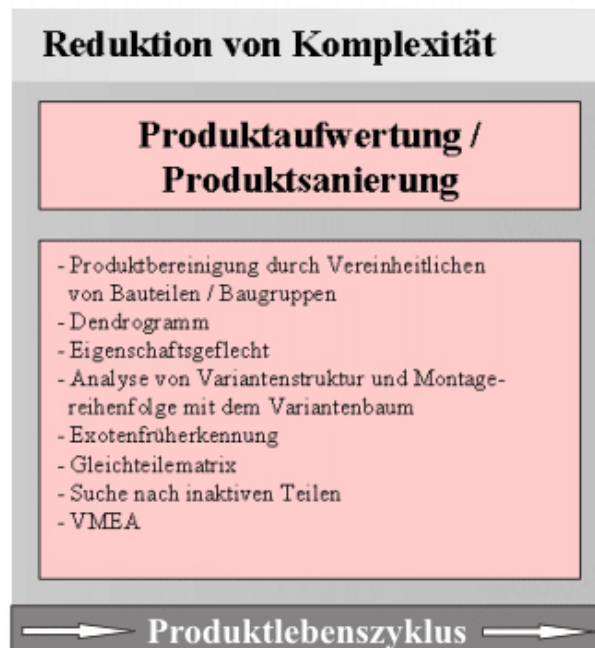 Reduktion von Komplexität
Produktaufwertung /
Produktsanierung
- Produktbereinigung durch Vereinheitlichen
von Bauteilen / Baugruppen
- Dendrogramm
- Eigenschaftsgeflecht
- Analyse von Variantenstruktur und Montage-
reihenfolge mit dem Variantenbaum
- Exotenfrüherkennung
- Gleichteilematrix
- Suche nach inaktiven Teilen
- VMEA
Produktlebenszyklus